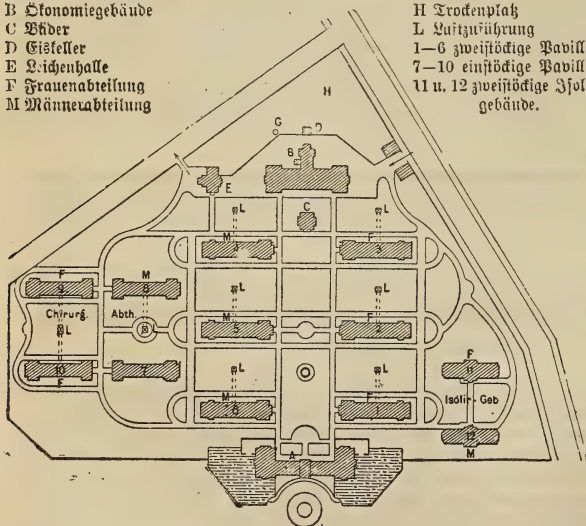 B Ökonomiegebäude
C Bäder
D Eiskeller
E Leichenhalle
F Frauenabteilung
M Männerabteilung
H Trockenplatz
L Luftzuführung
1—6 zweistöckige Pavill
7—10 einstöckige Pavill
11 u. 12 zweistöckige Isol
gebäude.
H
G
D
B
E
C
L
L
M
F
4
3
F
M
9
8
L
L
Chirurg.
Abth.
L
B
M
F
5
2
10
7
F
L
L
F
11
Isolir-Geb
M
F
6
1
12
M
A